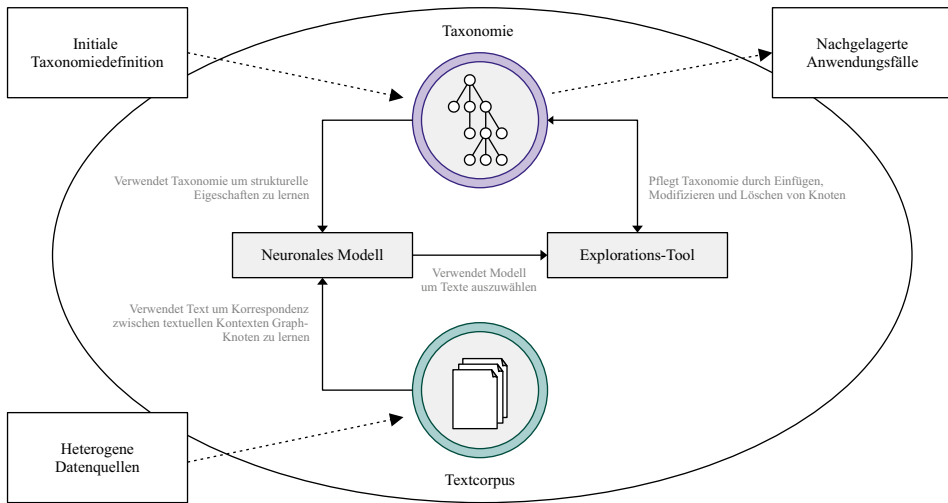 Initiale
Taxonomiedefinition
Taxonomie
Nachgelagerte
Anwendungsfälle
Verwendet Taxonomie um strukturelle
Eigeschaften zu lernen
Pflegt Taxonomie durch Einfügen,
Modifizieren und Löschen von Knoten
Neuronales Modell
Explorations-Tool
Verwendet Modell
um Texte auszuwählen
Verwendet Text um Korrespondenz
zwischen textuellen Kontexten Graph-
Knoten zu lernen
Heterogene
Datenquellen
Textcorpus